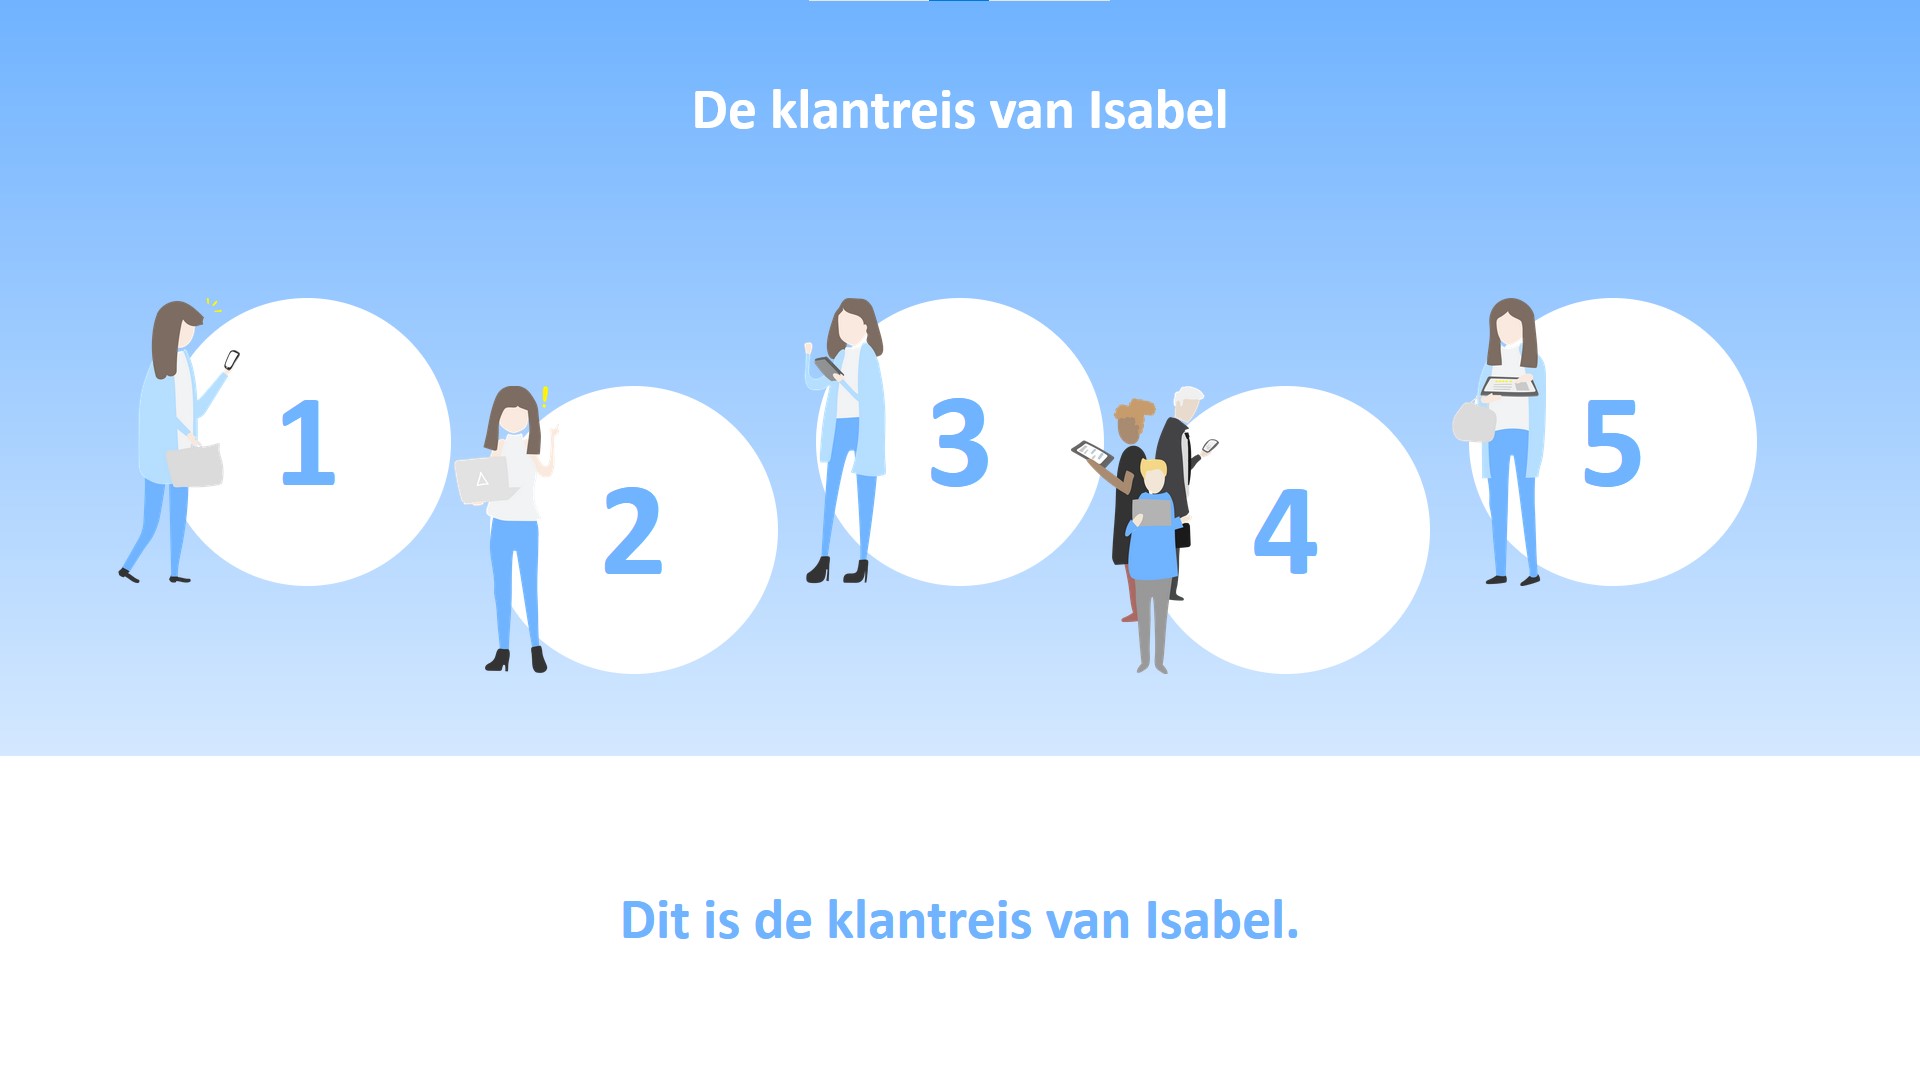 De klantreis van Isabel
1
2
3
4
5
Dit is de klantreis van Isabel.